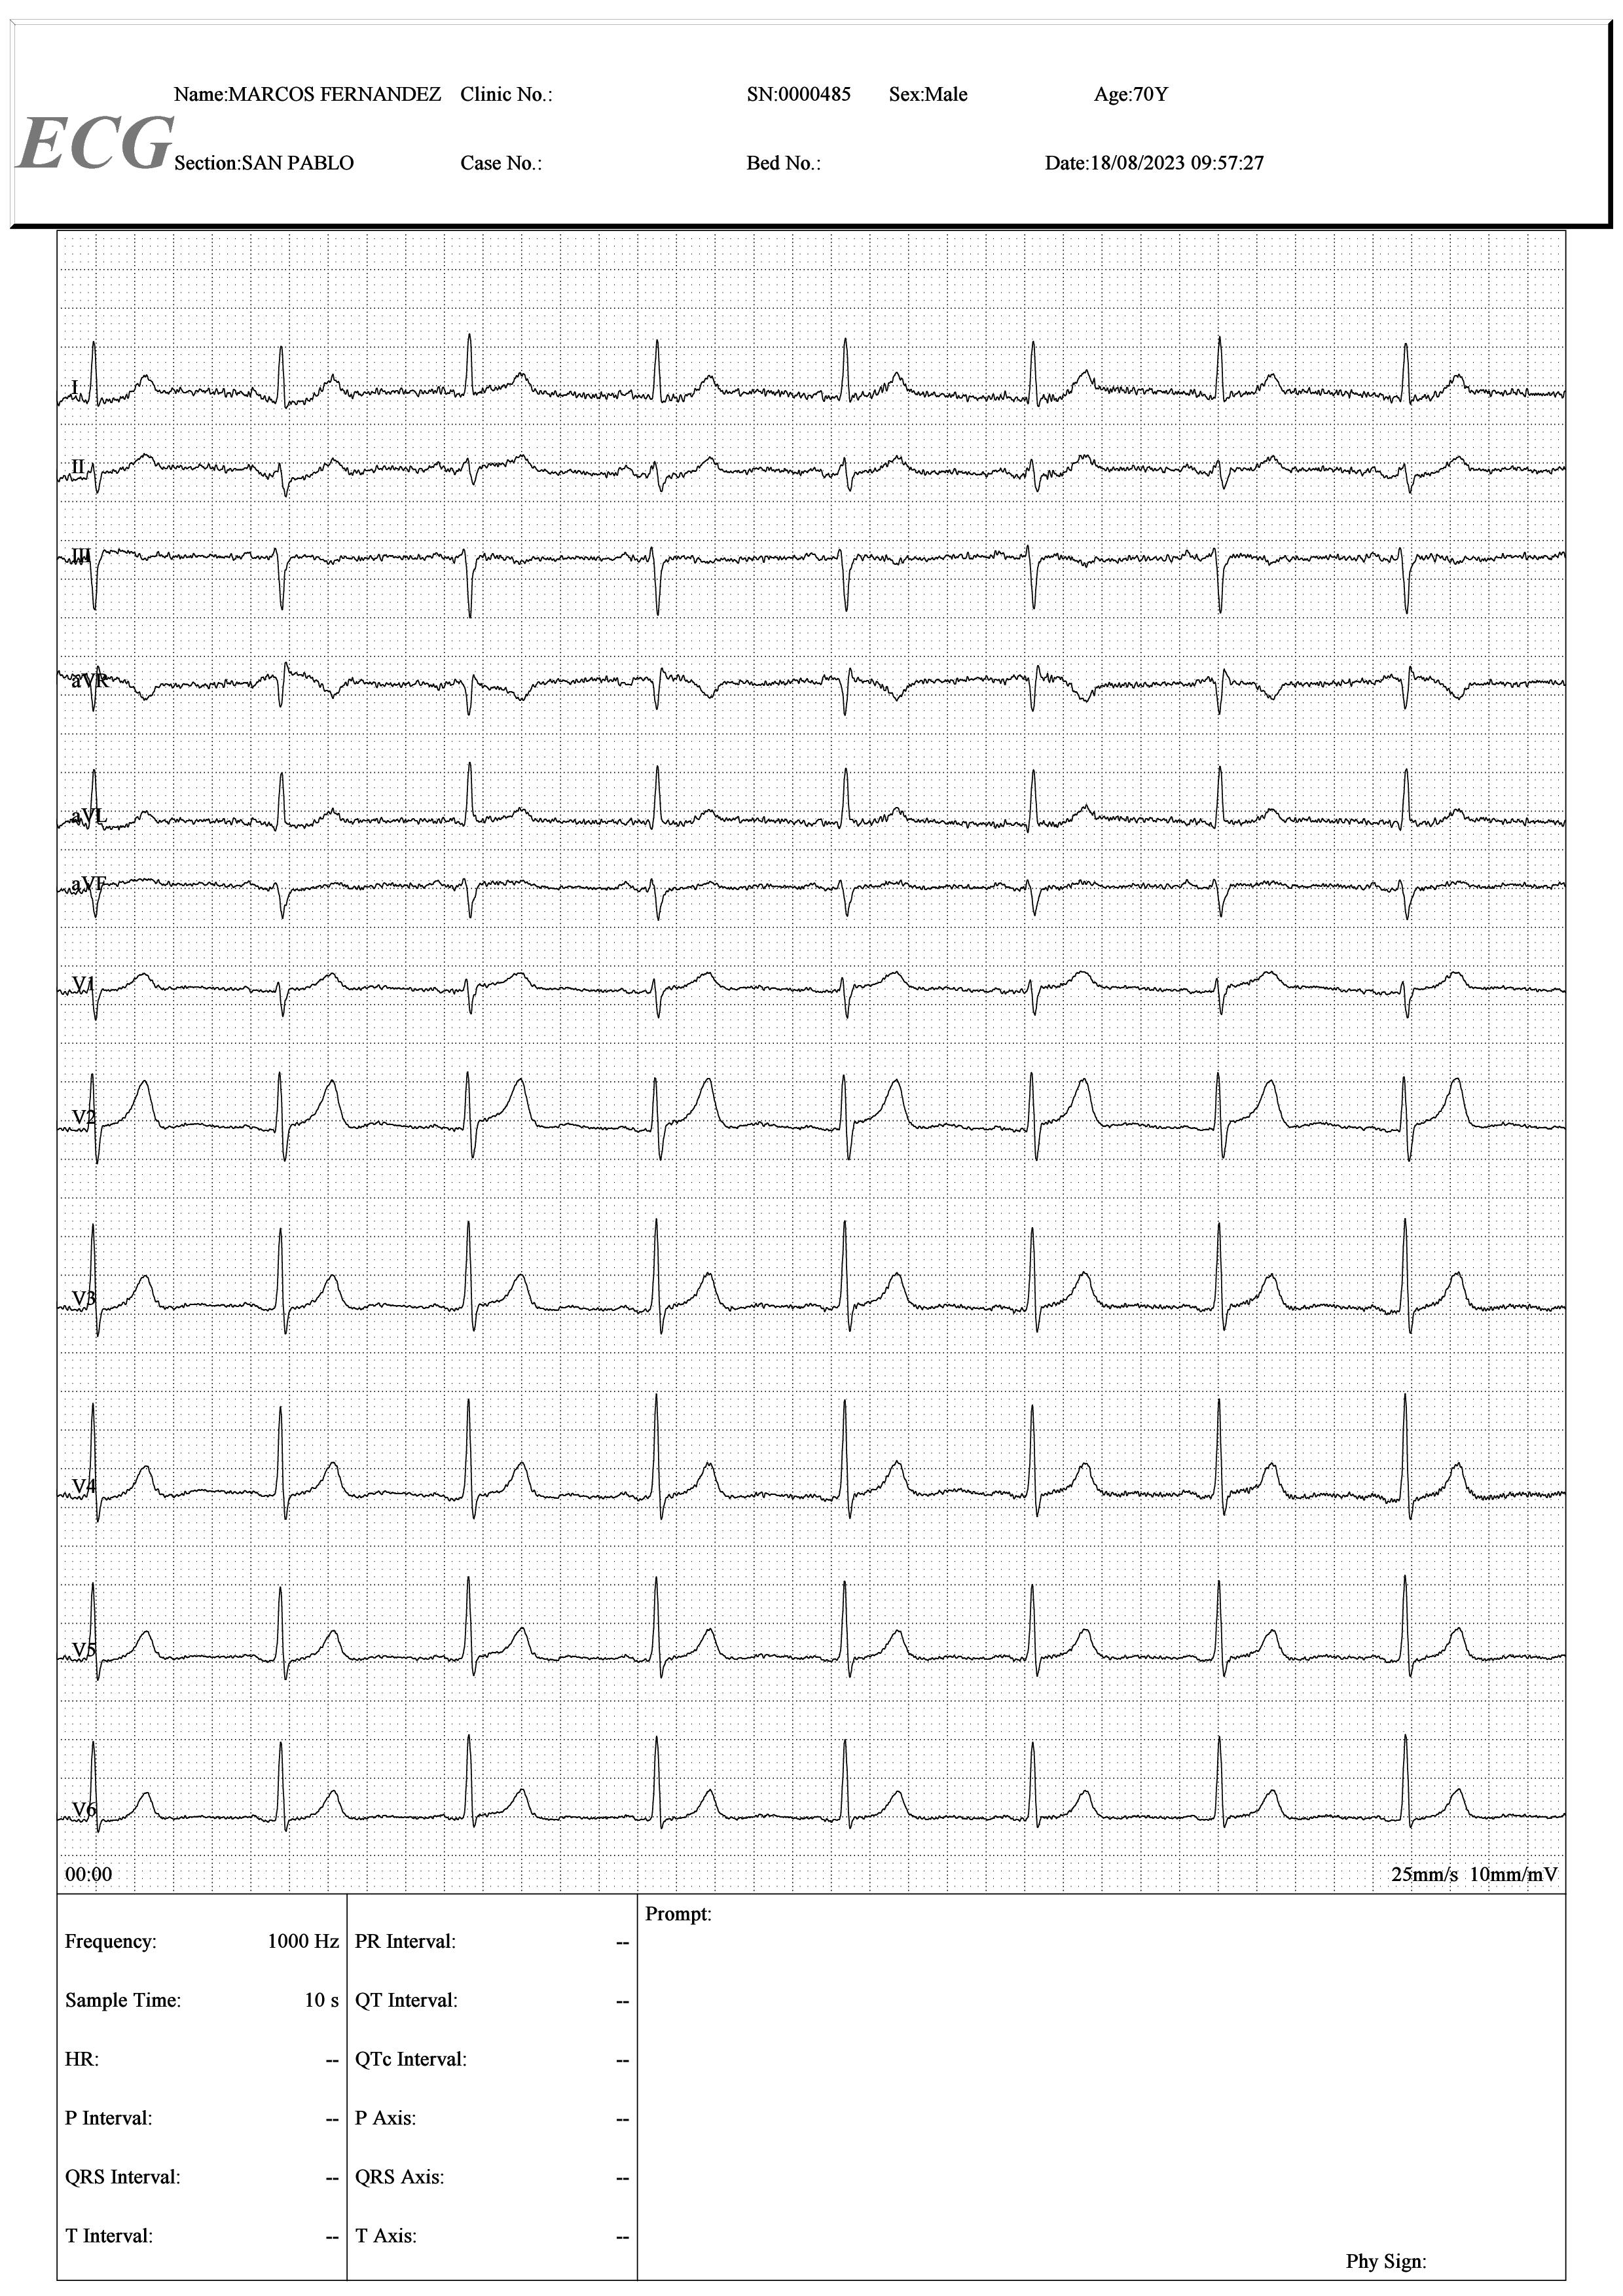 ECG
Name:MARCOS FERNANDEZ Clinic No.: SN:0000485 Sex:Male Age:70Y
Section:SAN PABLO Case No.: Bed No.: Date:18/08/2023 09:57:27
I
II
III
aVR
aVL
aVF
V1
V2
V3
V4
V5
V6
00:00 25mm/s 10mm/mV
Frequency: 1000 Hz PR Interval: -- Prompt:
Sample Time: 10 s QT Interval: --
HR: -- QTc Interval: --
P Interval: -- P Axis: --
QRS Interval: -- QRS Axis: --
T Interval: -- T Axis: --
Phy Sign: